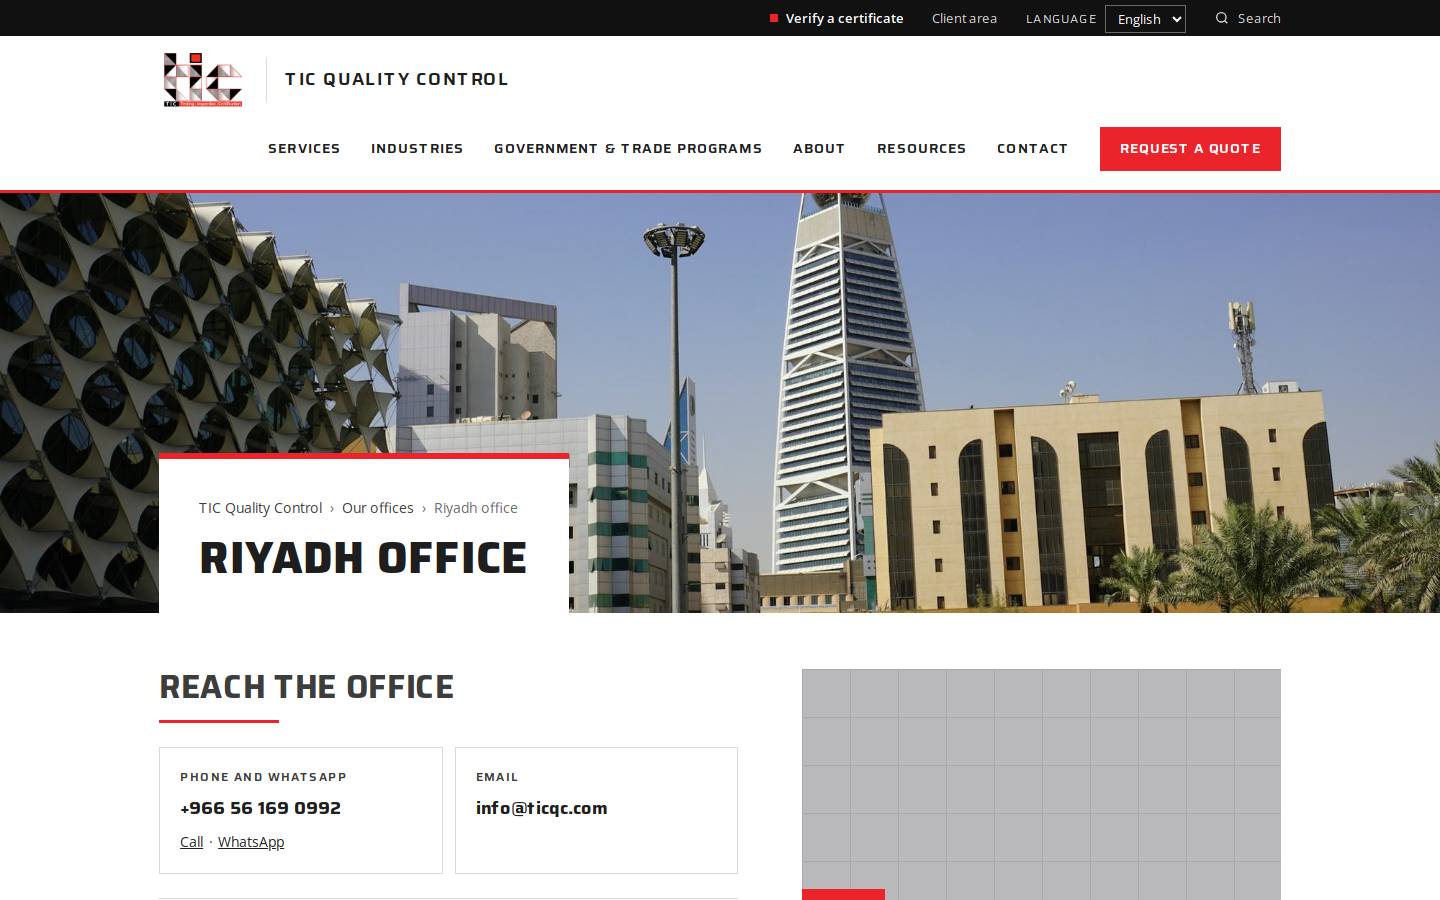 Verify a certificate
Client area
LANGUAGE English
Search
tic
TIC QUALITY CONTROL
SERVICES INDUSTRIES GOVERNMENT & TRADE PROGRAMS ABOUT RESOURCES CONTACT REQUEST A QUOTE
TIC Quality Control › Our offices › Riyadh office
RIYADH OFFICE
REACH THE OFFICE
PHONE AND WHATSAPP
+966 56 169 0992
Call · WhatsApp
EMAIL
info@ticqc.com